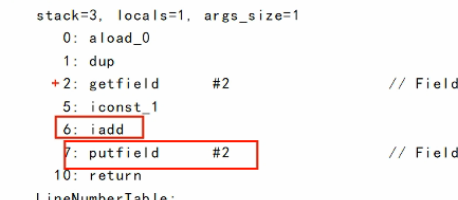 stack=3, locals=1, args_size=1
0: aload_0
1: dup
+2: getfield #2 // Field
5: iconst_1
6: iadd
7: putfield #2 // Field
10: return
LineNumberTable: